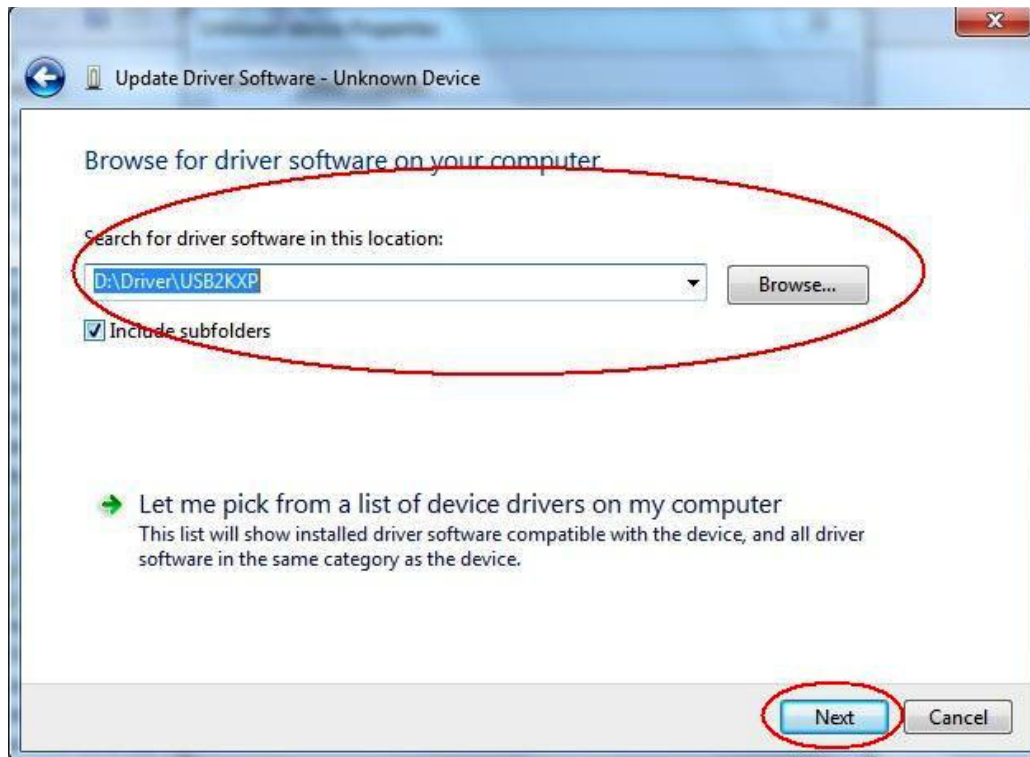 Update Driver Software - Unknown Device
Browse for driver software on your computer
Search for driver software in this location:
D:\Driver\USB2KXP
Browse...
Include subfolders
Let me pick from a list of device drivers on my computer
This list will show installed driver software compatible with the device, and all driver
software in the same category as the device.
Next
Cancel